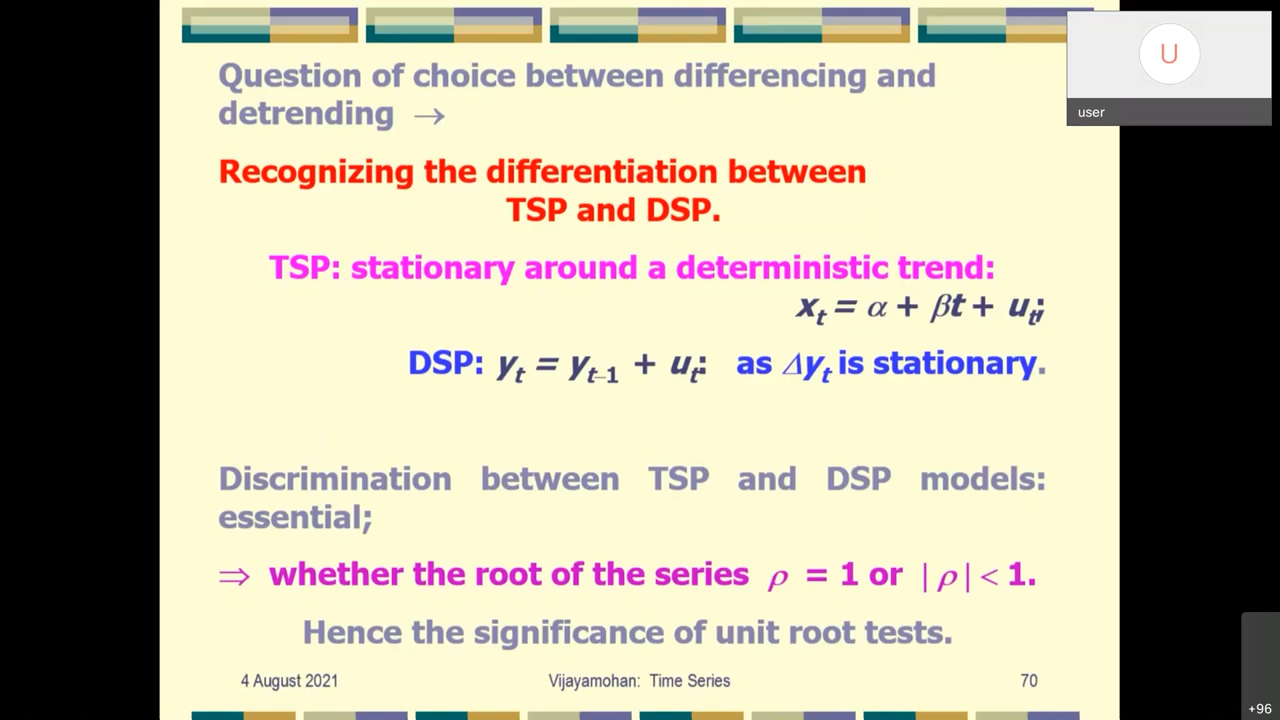 Question of choice between differencing and
detrending →
Recognizing the differentiation between
TSP and DSP.
TSP: stationary around a deterministic trend:
xₜ = α + βt + uₜ;
DSP: yₜ = yₜ₋₁ + uₜ: as Δyₜ is stationary.
Discrimination between TSP and DSP models:
essential;
⇒ whether the root of the series ρ = 1 or |ρ| < 1.
Hence the significance of unit root tests.
4 August 2021 Vijayamohan: Time Series 70
U
user
+96